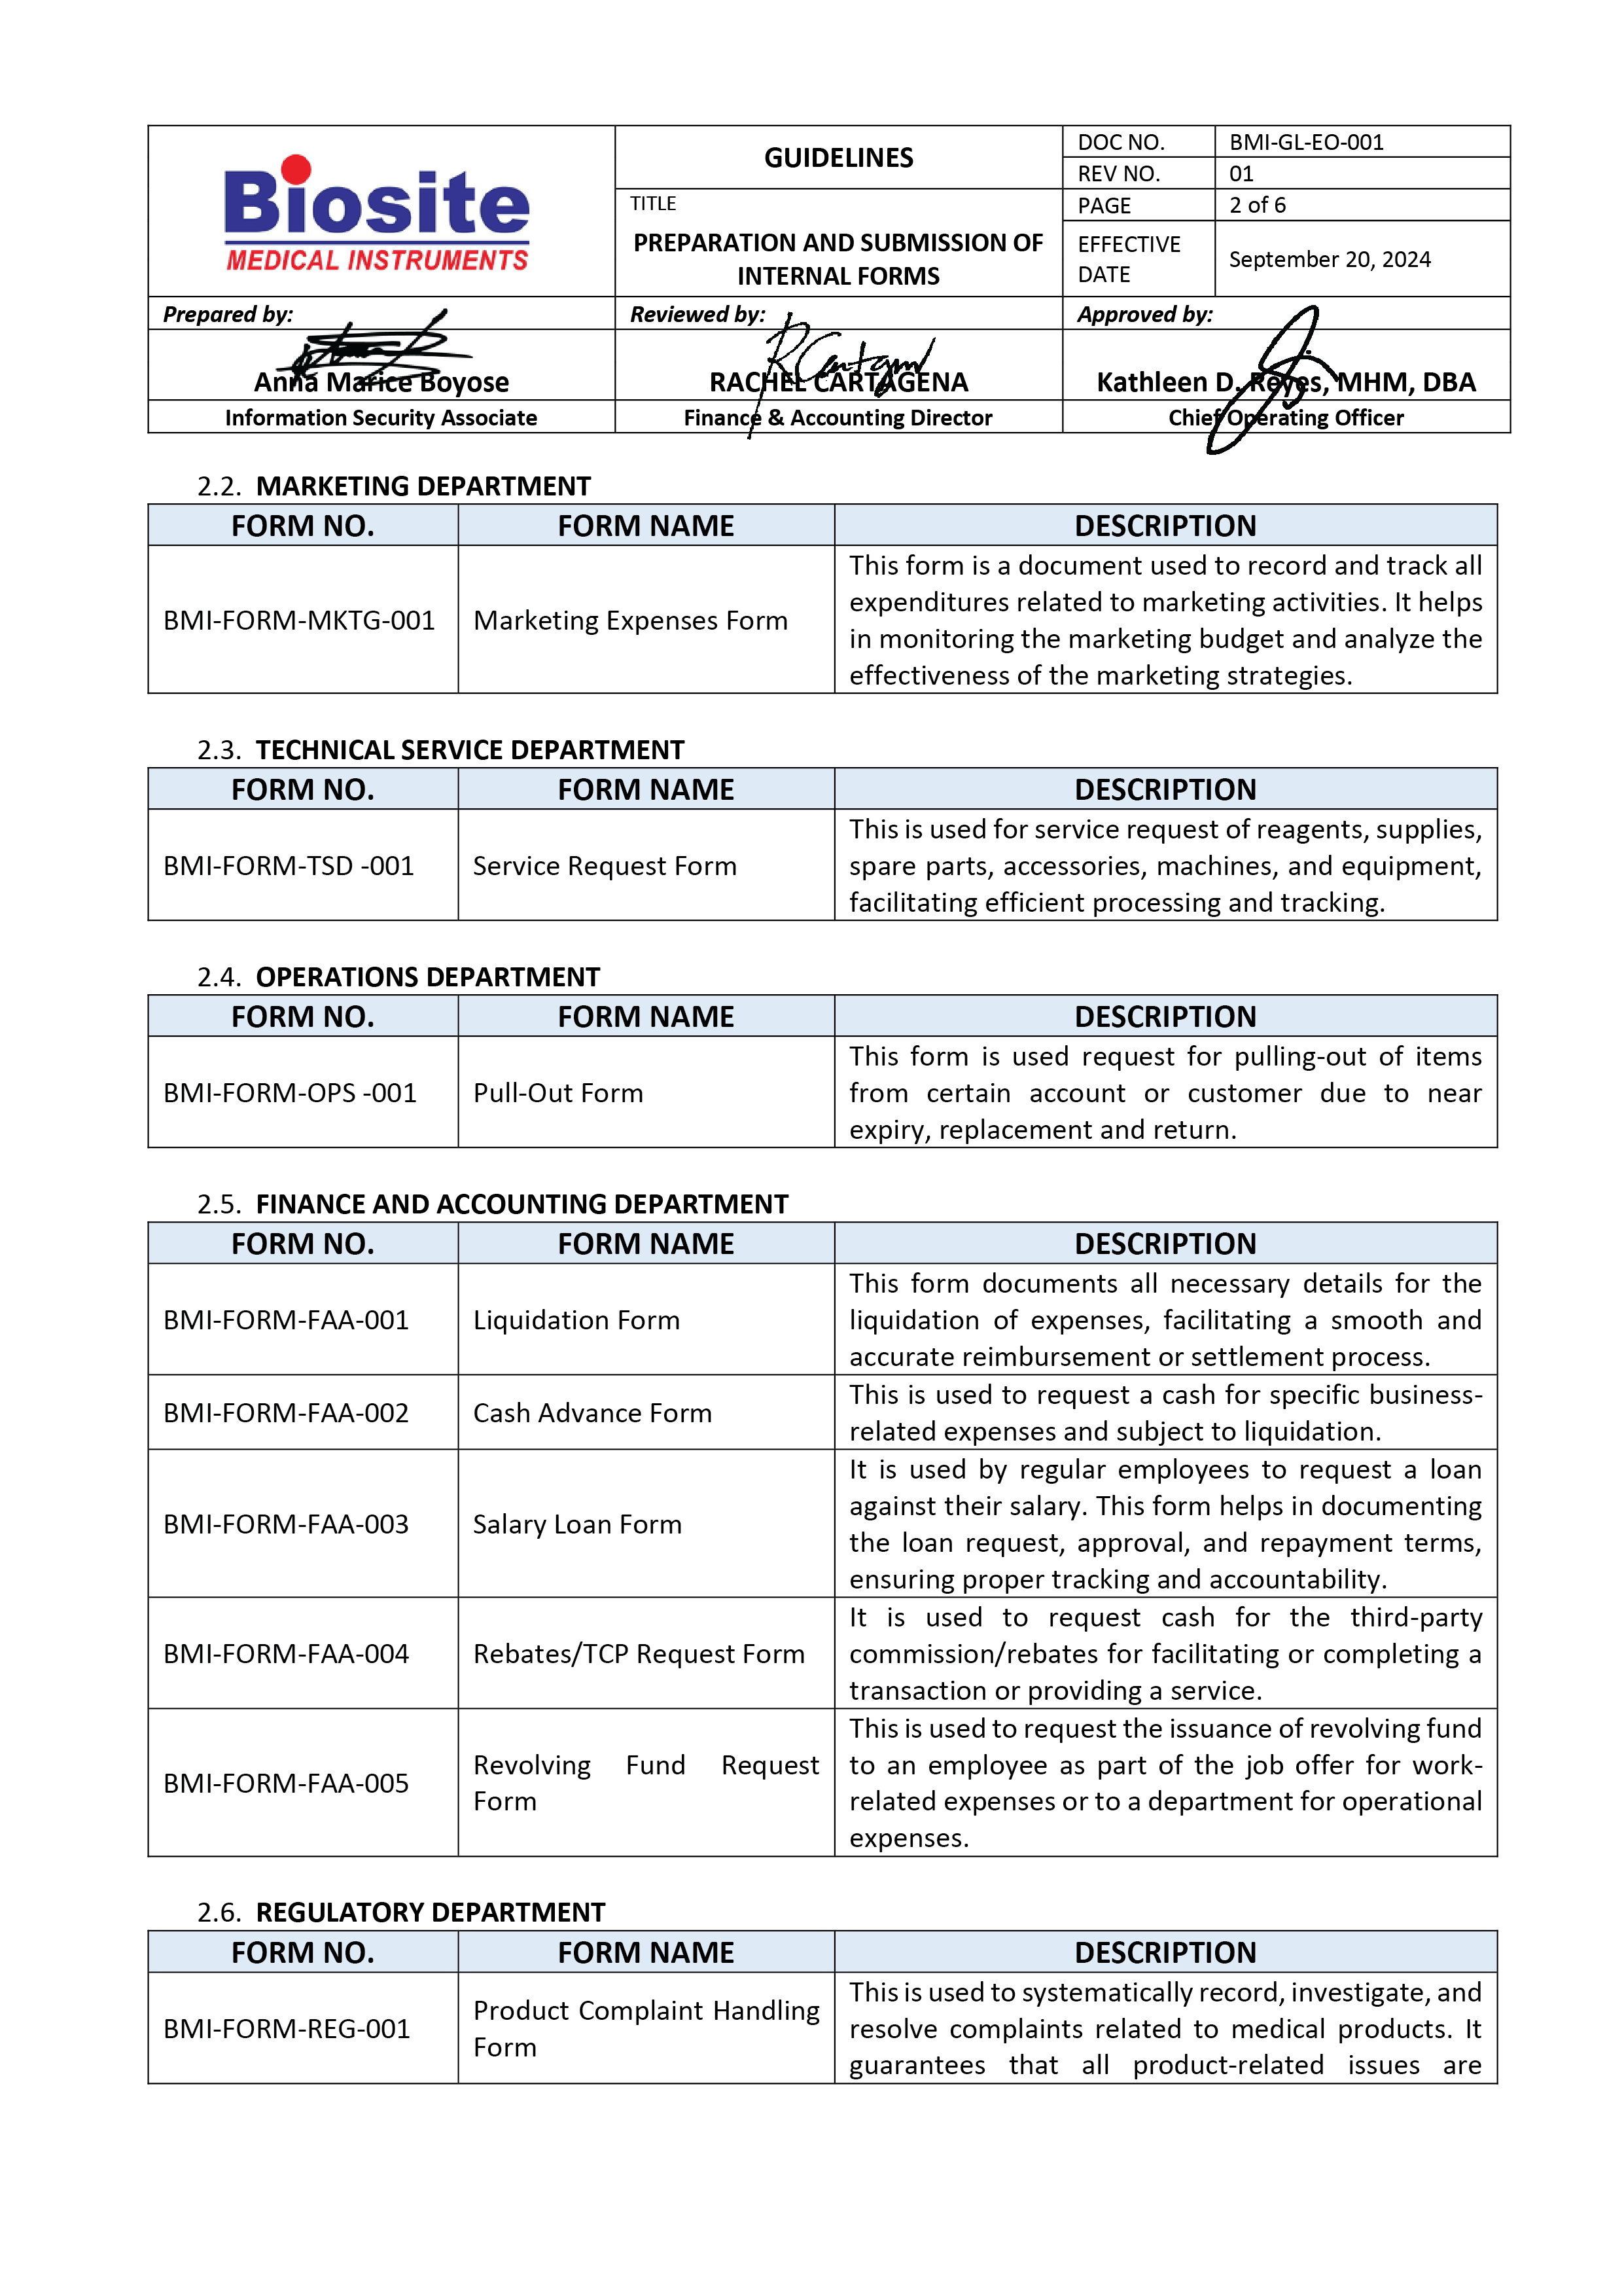 Biosite
MEDICAL INSTRUMENTS
GUIDELINES
TITLE
PREPARATION AND SUBMISSION OF
INTERNAL FORMS
DOC NO. BMI-GL-EO-001
REV NO. 01
PAGE 2 of 6
EFFECTIVE
DATE
September 20, 2024
Prepared by: Reviewed by: Approved by:
Anna Marice Boyose RACHEL CARTAGENA Kathleen D. Reyes, MHM, DBA
Information Security Associate Finance & Accounting Director Chief Operating Officer
2.2. MARKETING DEPARTMENT
FORM NO. FORM NAME DESCRIPTION
BMI-FORM-MKTG-001 Marketing Expenses Form
This form is a document used to record and track all
expenditures related to marketing activities. It helps
in monitoring the marketing budget and analyze the
effectiveness of the marketing strategies.
2.3. TECHNICAL SERVICE DEPARTMENT
FORM NO. FORM NAME DESCRIPTION
BMI-FORM-TSD -001 Service Request Form
This is used for service request of reagents, supplies,
spare parts, accessories, machines, and equipment,
facilitating efficient processing and tracking.
2.4. OPERATIONS DEPARTMENT
FORM NO. FORM NAME DESCRIPTION
BMI-FORM-OPS -001 Pull-Out Form
This form is used request for pulling-out of items
from certain account or customer due to near
expiry, replacement and return.
2.5. FINANCE AND ACCOUNTING DEPARTMENT
FORM NO. FORM NAME DESCRIPTION
BMI-FORM-FAA-001 Liquidation Form
This form documents all necessary details for the
liquidation of expenses, facilitating a smooth and
accurate reimbursement or settlement process.
BMI-FORM-FAA-002 Cash Advance Form
This is used to request a cash for specific business-
related expenses and subject to liquidation.
BMI-FORM-FAA-003 Salary Loan Form
It is used by regular employees to request a loan
against their salary. This form helps in documenting
the loan request, approval, and repayment terms,
ensuring proper tracking and accountability.
BMI-FORM-FAA-004 Rebates/TCP Request Form
It is used to request cash for the third-party
commission/rebates for facilitating or completing a
transaction or providing a service.
BMI-FORM-FAA-005
Revolving Fund Request
Form
This is used to request the issuance of revolving fund
to an employee as part of the job offer for work-
related expenses or to a department for operational
expenses.
2.6. REGULATORY DEPARTMENT
FORM NO. FORM NAME DESCRIPTION
BMI-FORM-REG-001
Product Complaint Handling
Form
This is used to systematically record, investigate, and
resolve complaints related to medical products. It
guarantees that all product-related issues are